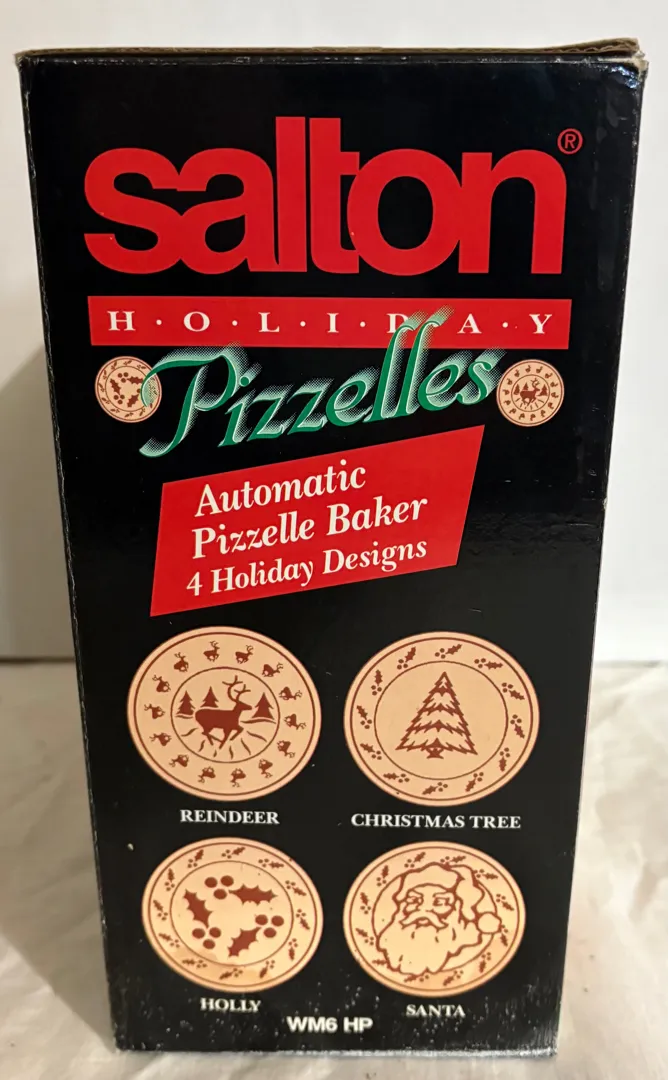 salton®
H·O·L·I·D·A·Y
Pizzelles
Automatic
Pizzelle Baker
4 Holiday Designs
REINDEER
CHRISTMAS TREE
HOLLY
SANTA
WM6 HP